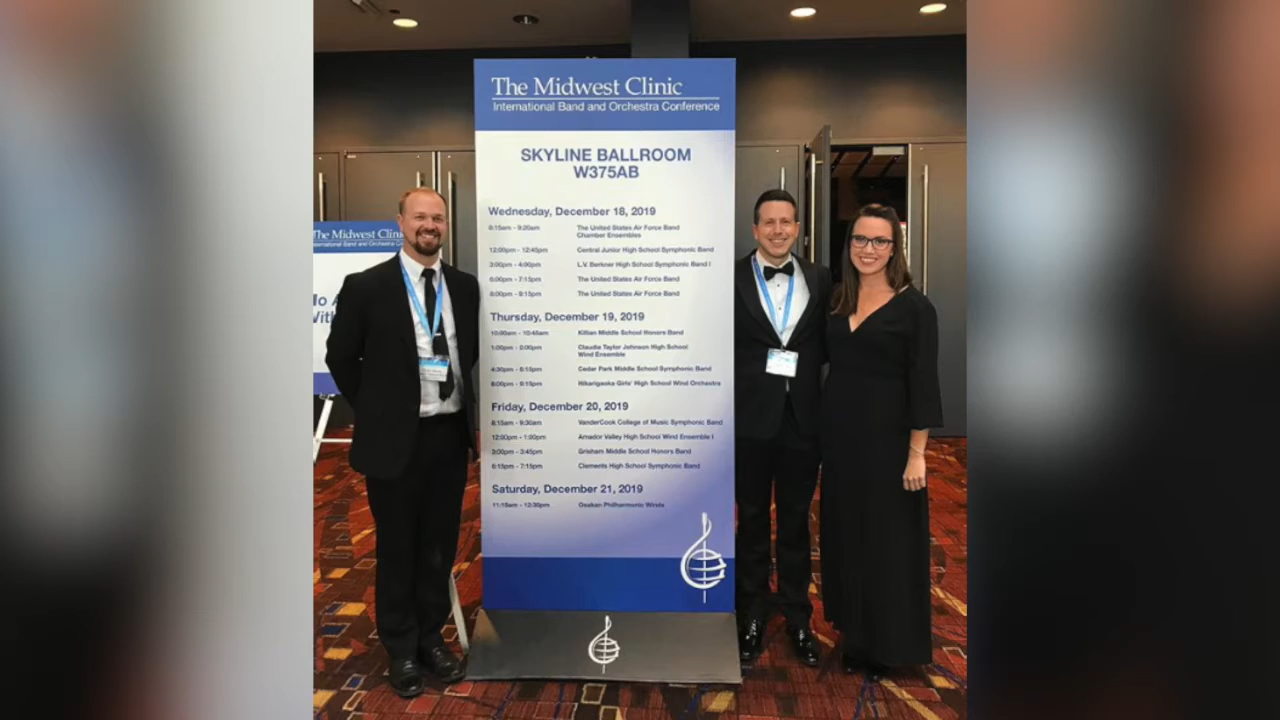 The Midwest Clinic
International Band and Orchestra Conference
SKYLINE BALLROOM
W375AB
Wednesday, December 18, 2019
8:15am - 9:20am The United States Air Force Band
Chamber Ensembles
12:00pm - 12:45pm Central Junior High School Symphonic Band
3:00pm - 4:00pm L.V. Berkner High School Symphonic Band I
6:00pm - 7:15pm The United States Air Force Band
8:00pm - 9:15pm The United States Air Force Band
Thursday, December 19, 2019
10:00am - 10:45am Killian Middle School Honors Band
1:00pm - 2:00pm Claudia Taylor Johnson High School
Wind Ensemble
4:30pm - 5:15pm Cedar Park Middle School Symphonic Band
8:00pm - 9:15pm Hikarigaoka Girls' High School Wind Orchestra
Friday, December 20, 2019
8:15am - 9:30am VanderCook College of Music Symphonic Band
12:00pm - 1:00pm Amador Valley High School Wind Ensemble I
3:00pm - 3:45pm Grisham Middle School Honors Band
6:15pm - 7:15pm Clements High School Symphonic Band
Saturday, December 21, 2019
11:15am - 12:30pm Osakan Philharmonic Winds
The Midwest Clinic
International Band and Orchestra